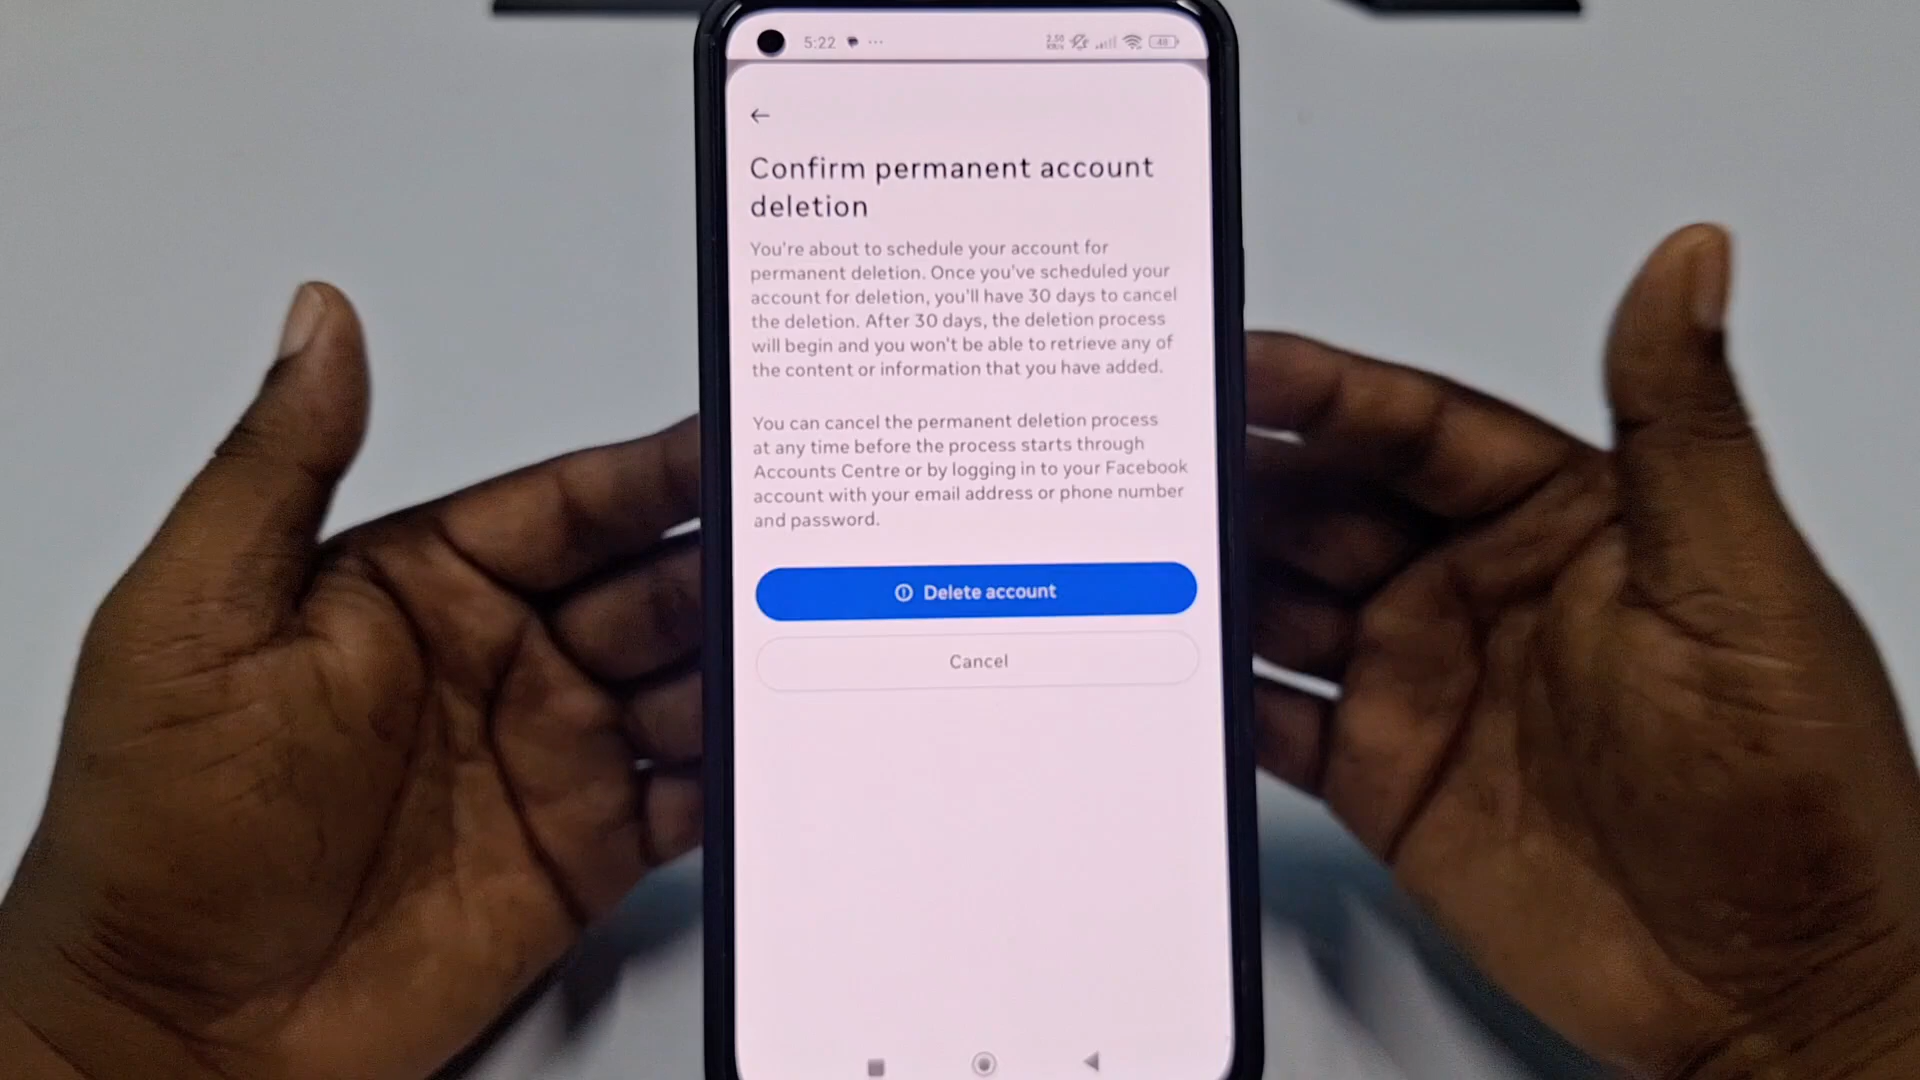 5:22
Confirm permanent account
deletion
You're about to schedule your account for
permanent deletion. Once you've scheduled your
account for deletion, you'll have 30 days to cancel
the deletion. After 30 days, the deletion process
will begin and you won't be able to retrieve any of
the content or information that you have added.
You can cancel the permanent deletion process
at any time before the process starts through
Accounts Centre or by logging in to your Facebook
account with your email address or phone number
and password.
Delete account
Cancel